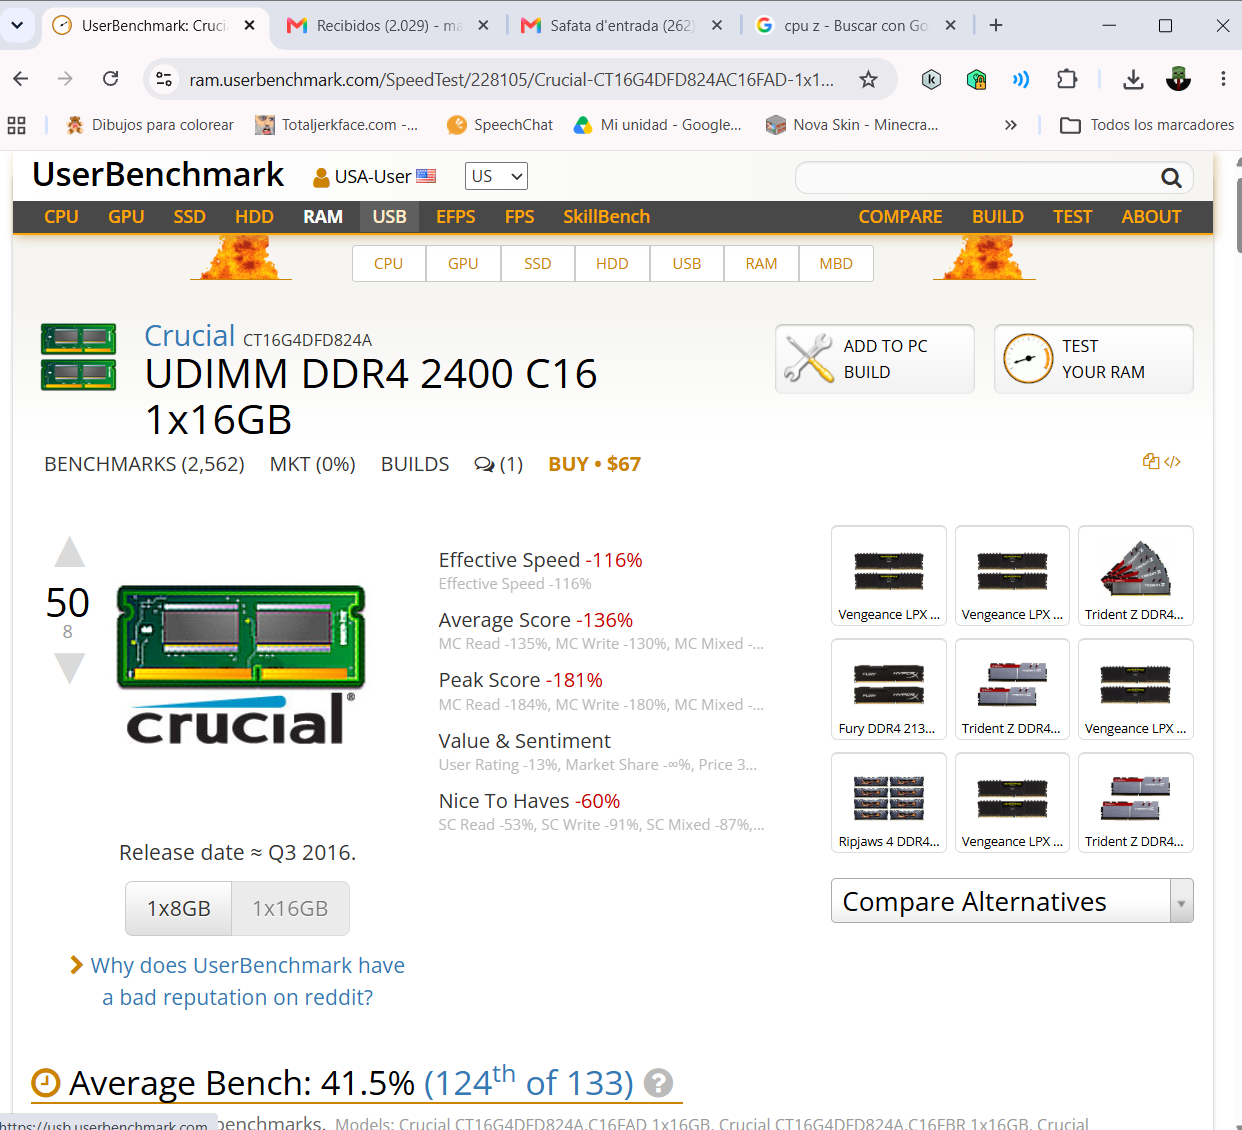 UserBenchmark: Cruci
Recibidos (2.029) - ma
Safata d'entrada (262)
cpu z - Buscar con Go
ram.userbenchmark.com/SpeedTest/228105/Crucial-CT16G4DFD824AC16FAD-1x1...
Dibujos para colorear
Totaljerkface.com -...
SpeechChat
Mi unidad - Google...
Nova Skin - Minecra...
Todos los marcadores
UserBenchmark
USA-User
US
CPU GPU SSD HDD RAM USB EFPS FPS SkillBench COMPARE BUILD TEST ABOUT
CPU GPU SSD HDD USB RAM MBD
Crucial CT16G4DFD824A
UDIMM DDR4 2400 C16
1x16GB
ADD TO PC
BUILD
TEST
YOUR RAM
BENCHMARKS (2,562) MKT (0%) BUILDS (1) BUY • $67
50
8
crucial®
Release date ≈ Q3 2016.
1x8GB 1x16GB
Why does UserBenchmark have
a bad reputation on reddit?
Effective Speed -116%
Effective Speed -116%
Average Score -136%
MC Read -135%, MC Write -130%, MC Mixed -...
Peak Score -181%
MC Read -184%, MC Write -180%, MC Mixed -...
Value & Sentiment
User Rating -13%, Market Share -∞%, Price 3...
Nice To Haves -60%
SC Read -53%, SC Write -91%, SC Mixed -87%,...
Vengeance LPX ... Vengeance LPX ... Trident Z DDR4...
Fury DDR4 213... Trident Z DDR4... Vengeance LPX ...
Ripjaws 4 DDR4... Vengeance LPX ... Trident Z DDR4...
Compare Alternatives
Average Bench: 41.5% (124th of 133) ?
benchmarks. Models: Crucial CT16G4DFD824A.C16FAD 1x16GB, Crucial CT16G4DFD824A.C16FBR 1x16GB, Crucial
https://usb.userbenchmark.com